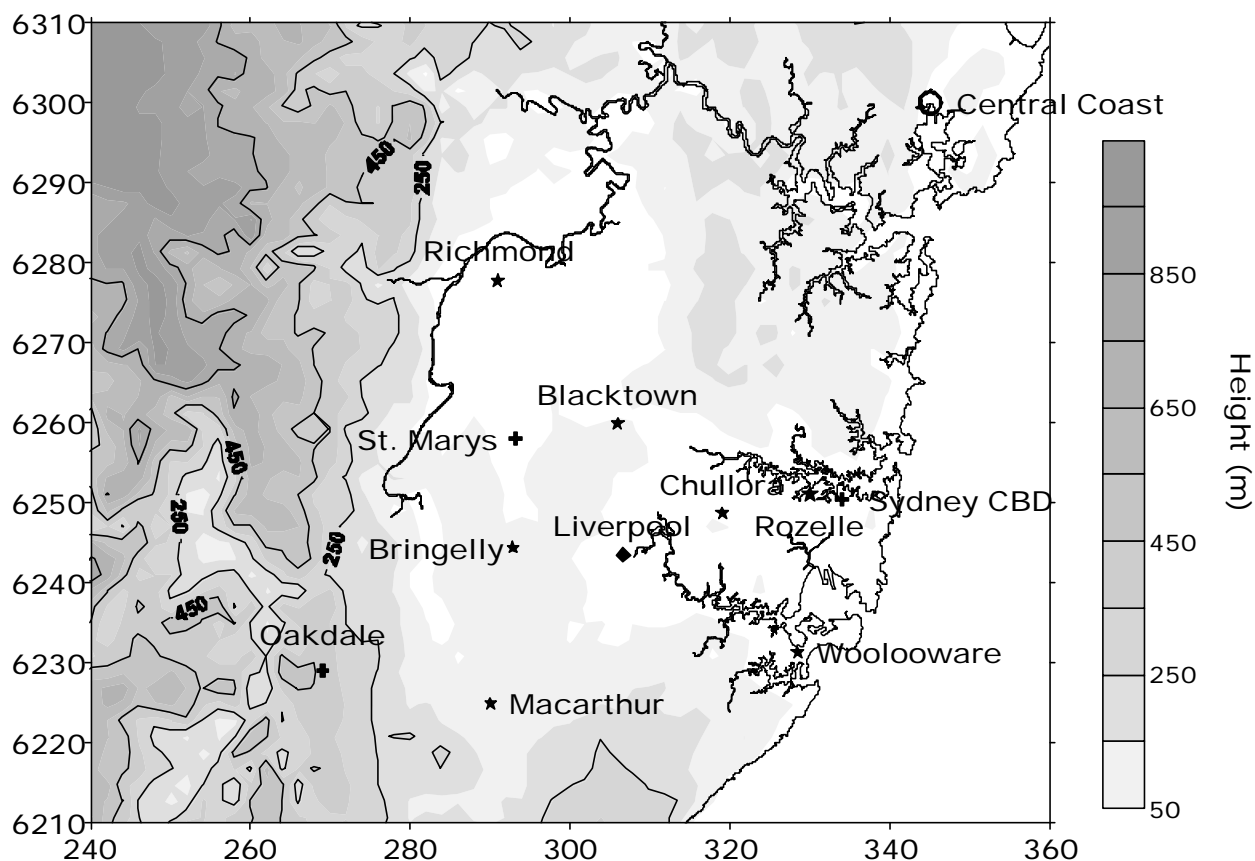 6310
6300
6290
6280
6270
6260
6250
6240
6230
6220
6210
240
260
280
300
320
340
360
Central Coast
450
250
Richmond
Blacktown
St. Marys
450
Chullora
Sydney CBD
250
Liverpool
Rozelle
Bringelly
250
450
Oakdale
Woolooware
Macarthur
850
650
450
250
50
Height (m)